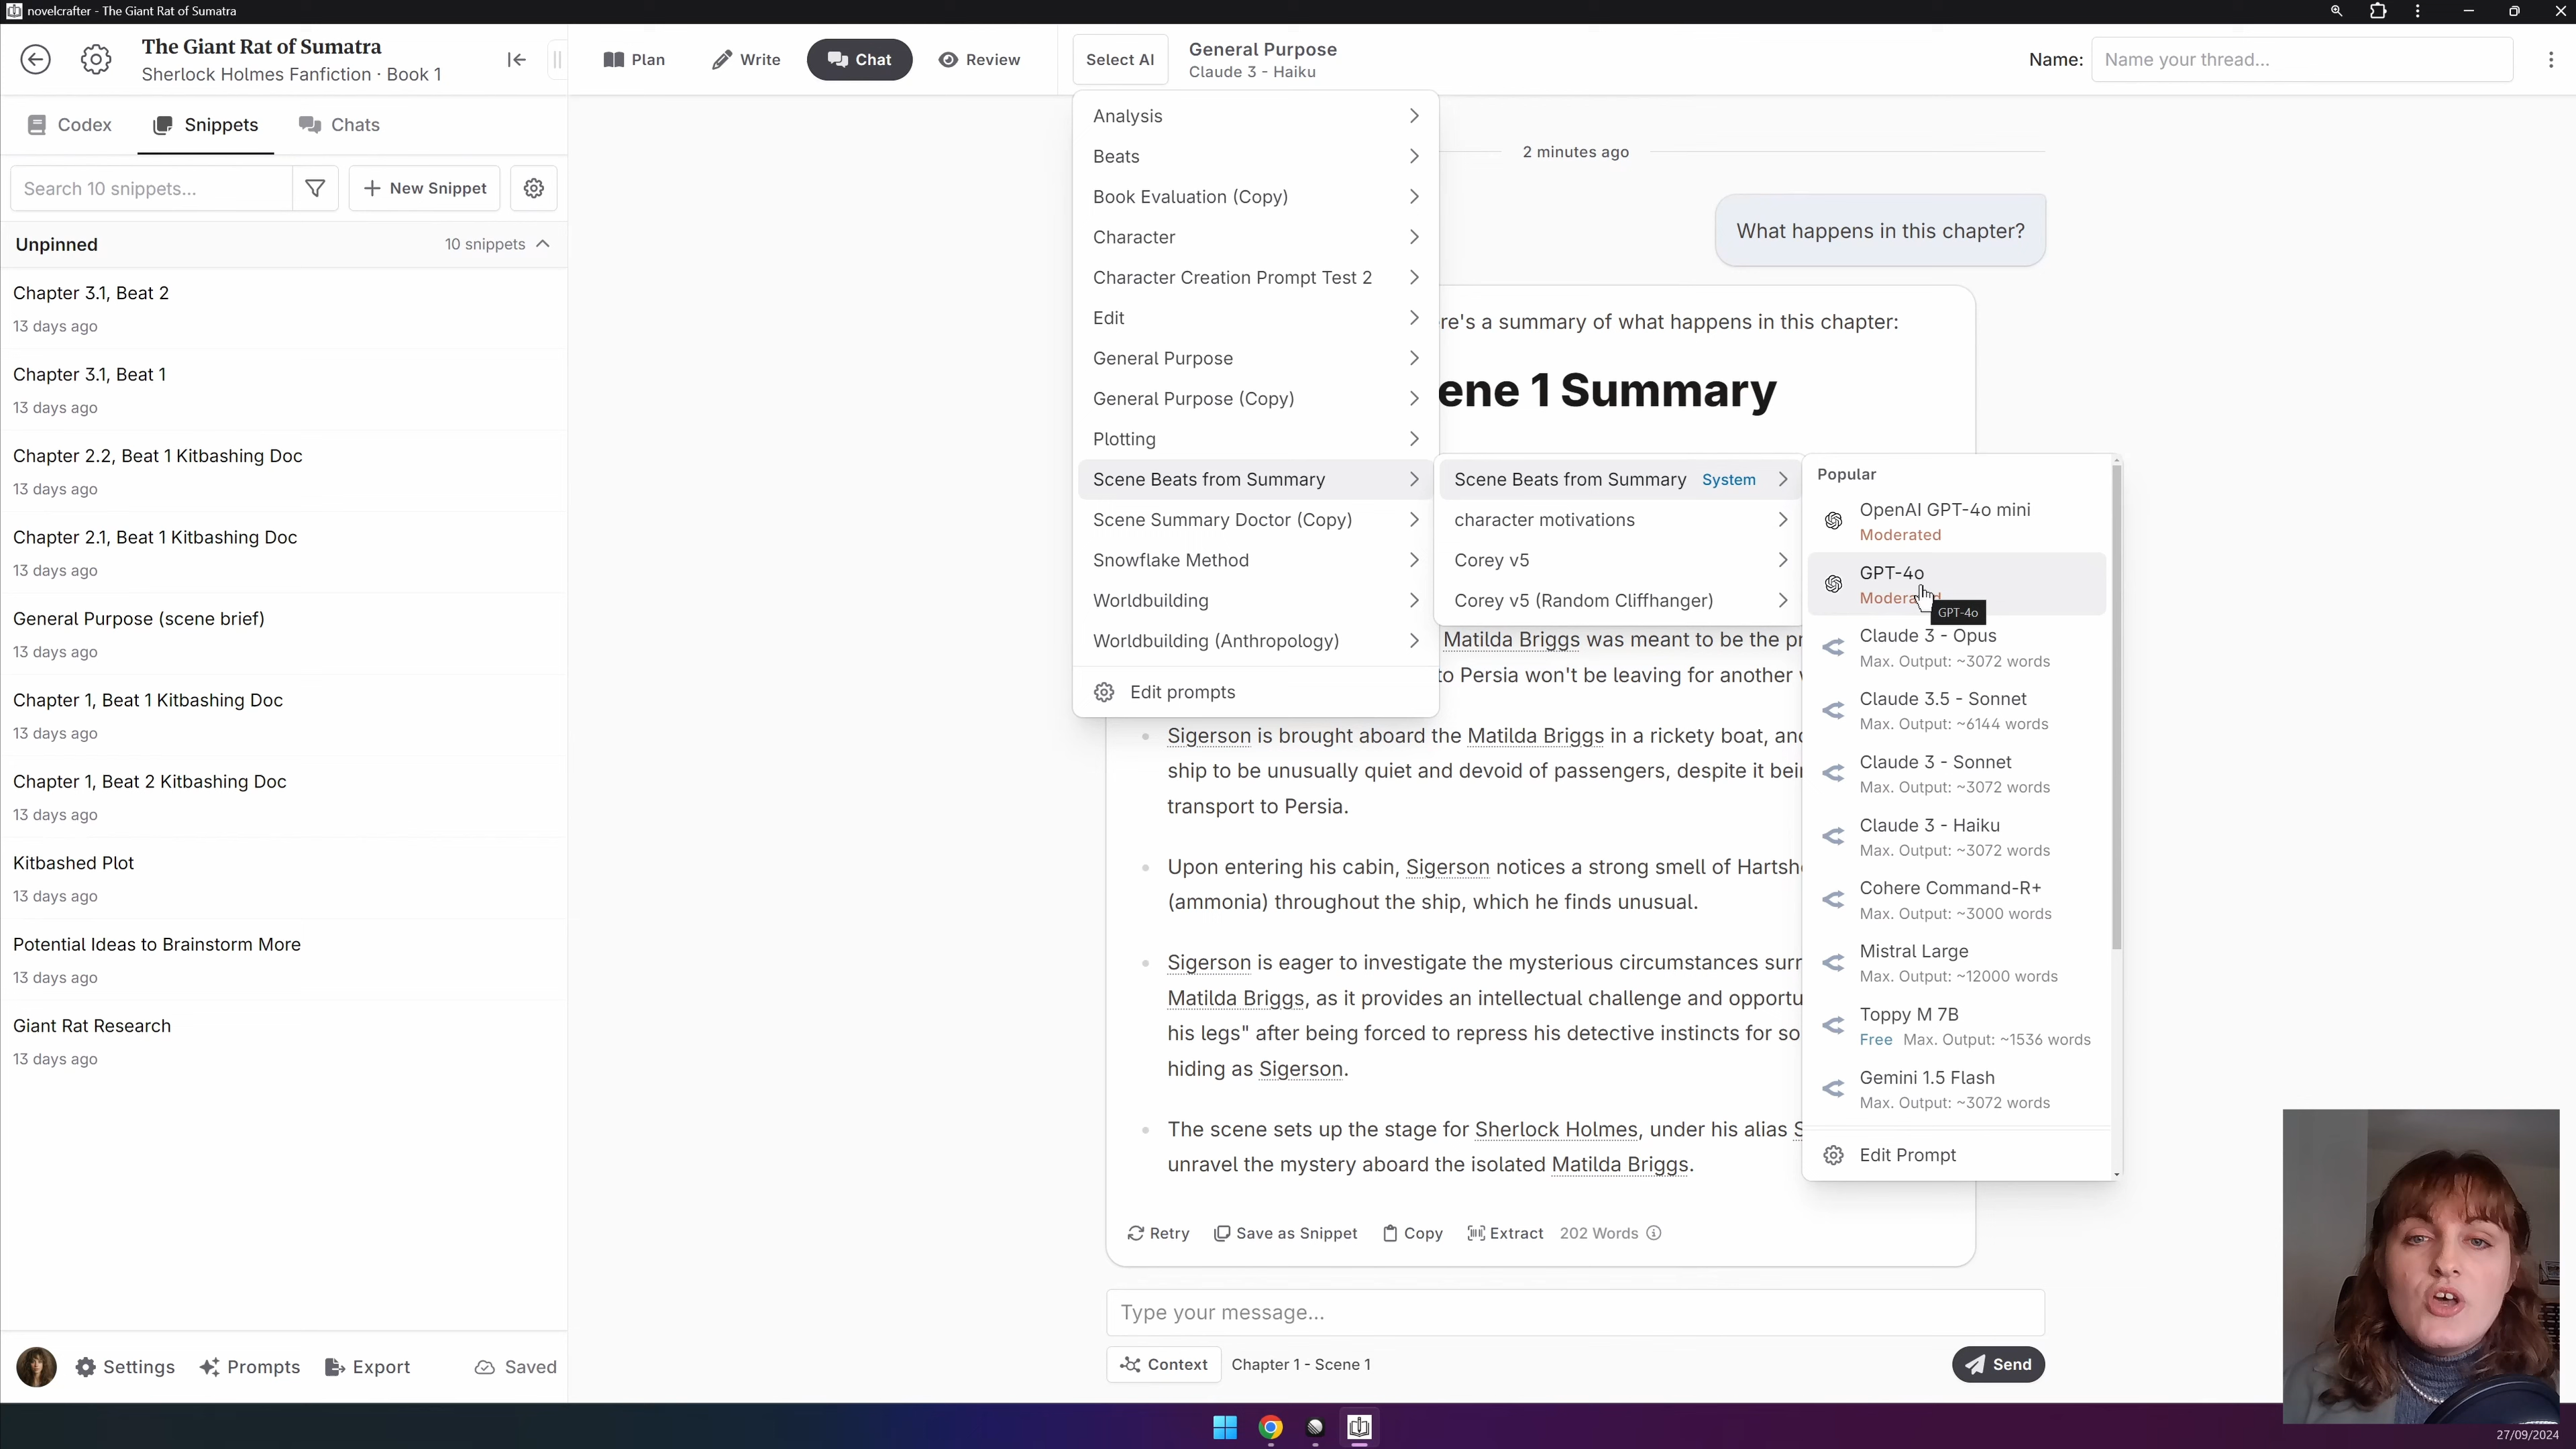 novelcrafter - The Giant Rat of Sumatra
The Giant Rat of Sumatra
Sherlock Holmes Fanfiction · Book 1
Plan
Write
Chat
Review
Select AI
General Purpose
Claude 3 - Haiku
Name:
Name your thread...
Codex
Snippets
Chats
Search 10 snippets...
New Snippet
Unpinned
10 snippets
Chapter 3.1, Beat 2
13 days ago
Chapter 3.1, Beat 1
13 days ago
Chapter 2.2, Beat 1 Kitbashing Doc
13 days ago
Chapter 2.1, Beat 1 Kitbashing Doc
13 days ago
General Purpose (scene brief)
13 days ago
Chapter 1, Beat 1 Kitbashing Doc
13 days ago
Chapter 1, Beat 2 Kitbashing Doc
13 days ago
Kitbashed Plot
13 days ago
Potential Ideas to Brainstorm More
13 days ago
Giant Rat Research
13 days ago
Settings
Prompts
Export
Saved
Analysis
Beats
Book Evaluation (Copy)
Character
Character Creation Prompt Test 2
Edit
General Purpose
General Purpose (Copy)
Plotting
Scene Beats from Summary
Scene Summary Doctor (Copy)
Snowflake Method
Worldbuilding
Worldbuilding (Anthropology)
Edit prompts
Scene Beats from Summary System
character motivations
Corey v5
Corey v5 (Random Cliffhanger)
Popular
OpenAI GPT-4o mini
Moderated
GPT-4o
GPT-4o
Claude 3 - Opus
Max. Output: ~3072 words
Claude 3.5 - Sonnet
Max. Output: ~6144 words
Claude 3 - Sonnet
Max. Output: ~3072 words
Claude 3 - Haiku
Max. Output: ~3072 words
Cohere Command-R+
Max. Output: ~3000 words
Mistral Large
Max. Output: ~12000 words
Toppy M 7B
Free Max. Output: ~1536 words
Gemini 1.5 Flash
Max. Output: ~3072 words
Edit Prompt
2 minutes ago
What happens in this chapter?
re's a summary of what happens in this chapter:
ene 1 Summary
Matilda Briggs was meant to be the
to Persia won't be leaving for another
Sigerson is brought aboard the Matilda Briggs in a rickety boat,
ship to be unusually quiet and devoid of passengers, despite it
transport to Persia.
Upon entering his cabin, Sigerson notices a strong smell of
(ammonia) throughout the ship, which he finds unusual.
Sigerson is eager to investigate the mysterious circumstances
Matilda Briggs, as it provides an intellectual challenge and
his legs" after being forced to repress his detective instincts for
hiding as Sigerson.
The scene sets up the stage for Sherlock Holmes, under his alias
unravel the mystery aboard the isolated Matilda Briggs.
Retry
Save as Snippet
Copy
Extract
202 Words
Type your message...
Context
Chapter 1 - Scene 1
Send
27/09/2024